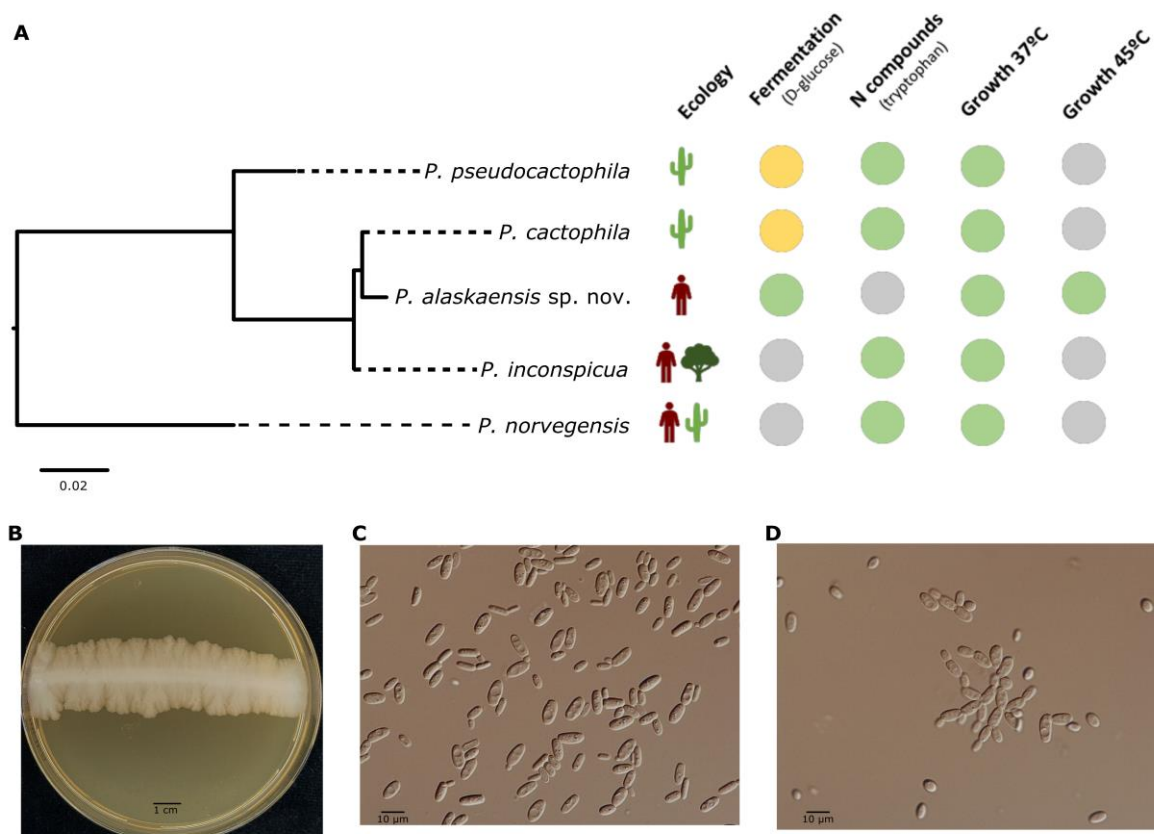 A
Ecology
Fermentation
(D-glucose)
N compounds
(tryptophan)
Growth 37ºC
Growth 45ºC
P. pseudocactophila
P. cactophila
P. alaskaensis sp. nov.
P. inconspicua
P. norvegensis
0.02
B
C
D
1 cm
10 µm
10 µm